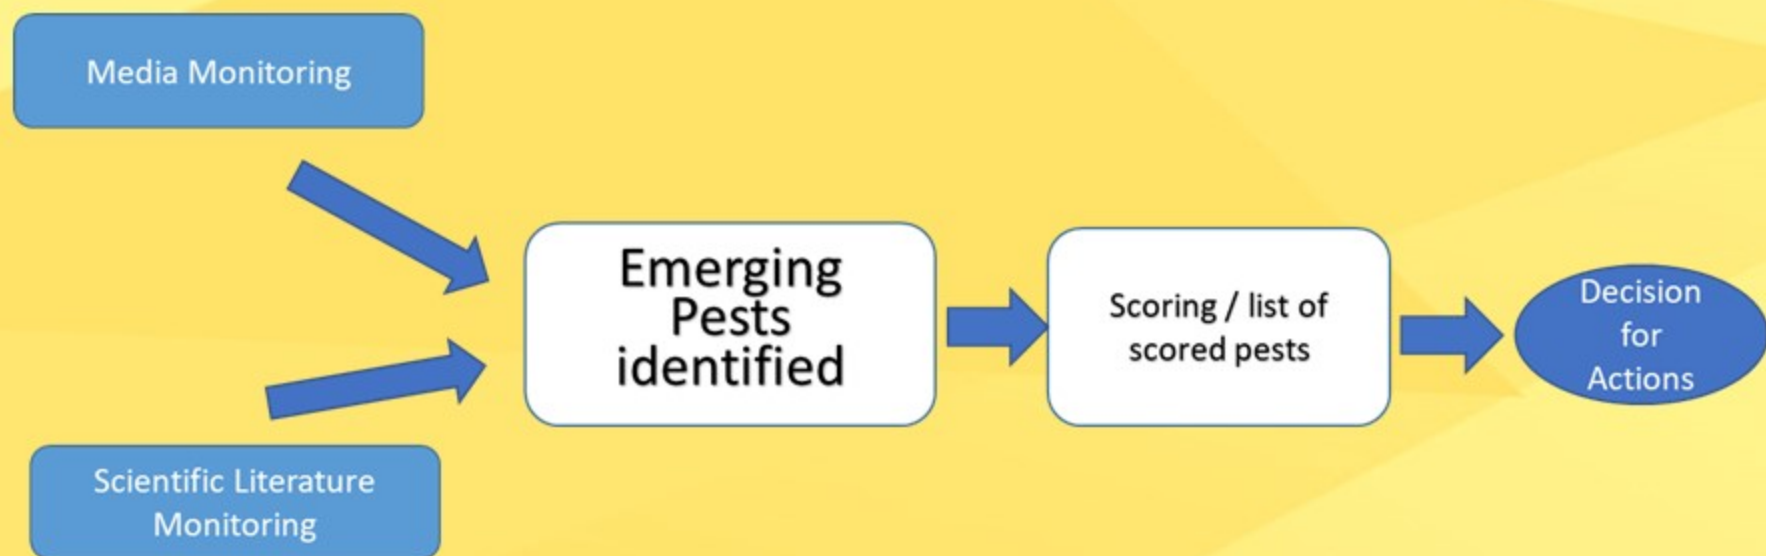 Media Monitoring
Emerging
Pests
identified
Scoring / list of
scored pests
Decision
for
Actions
Scientific Literature
Monitoring